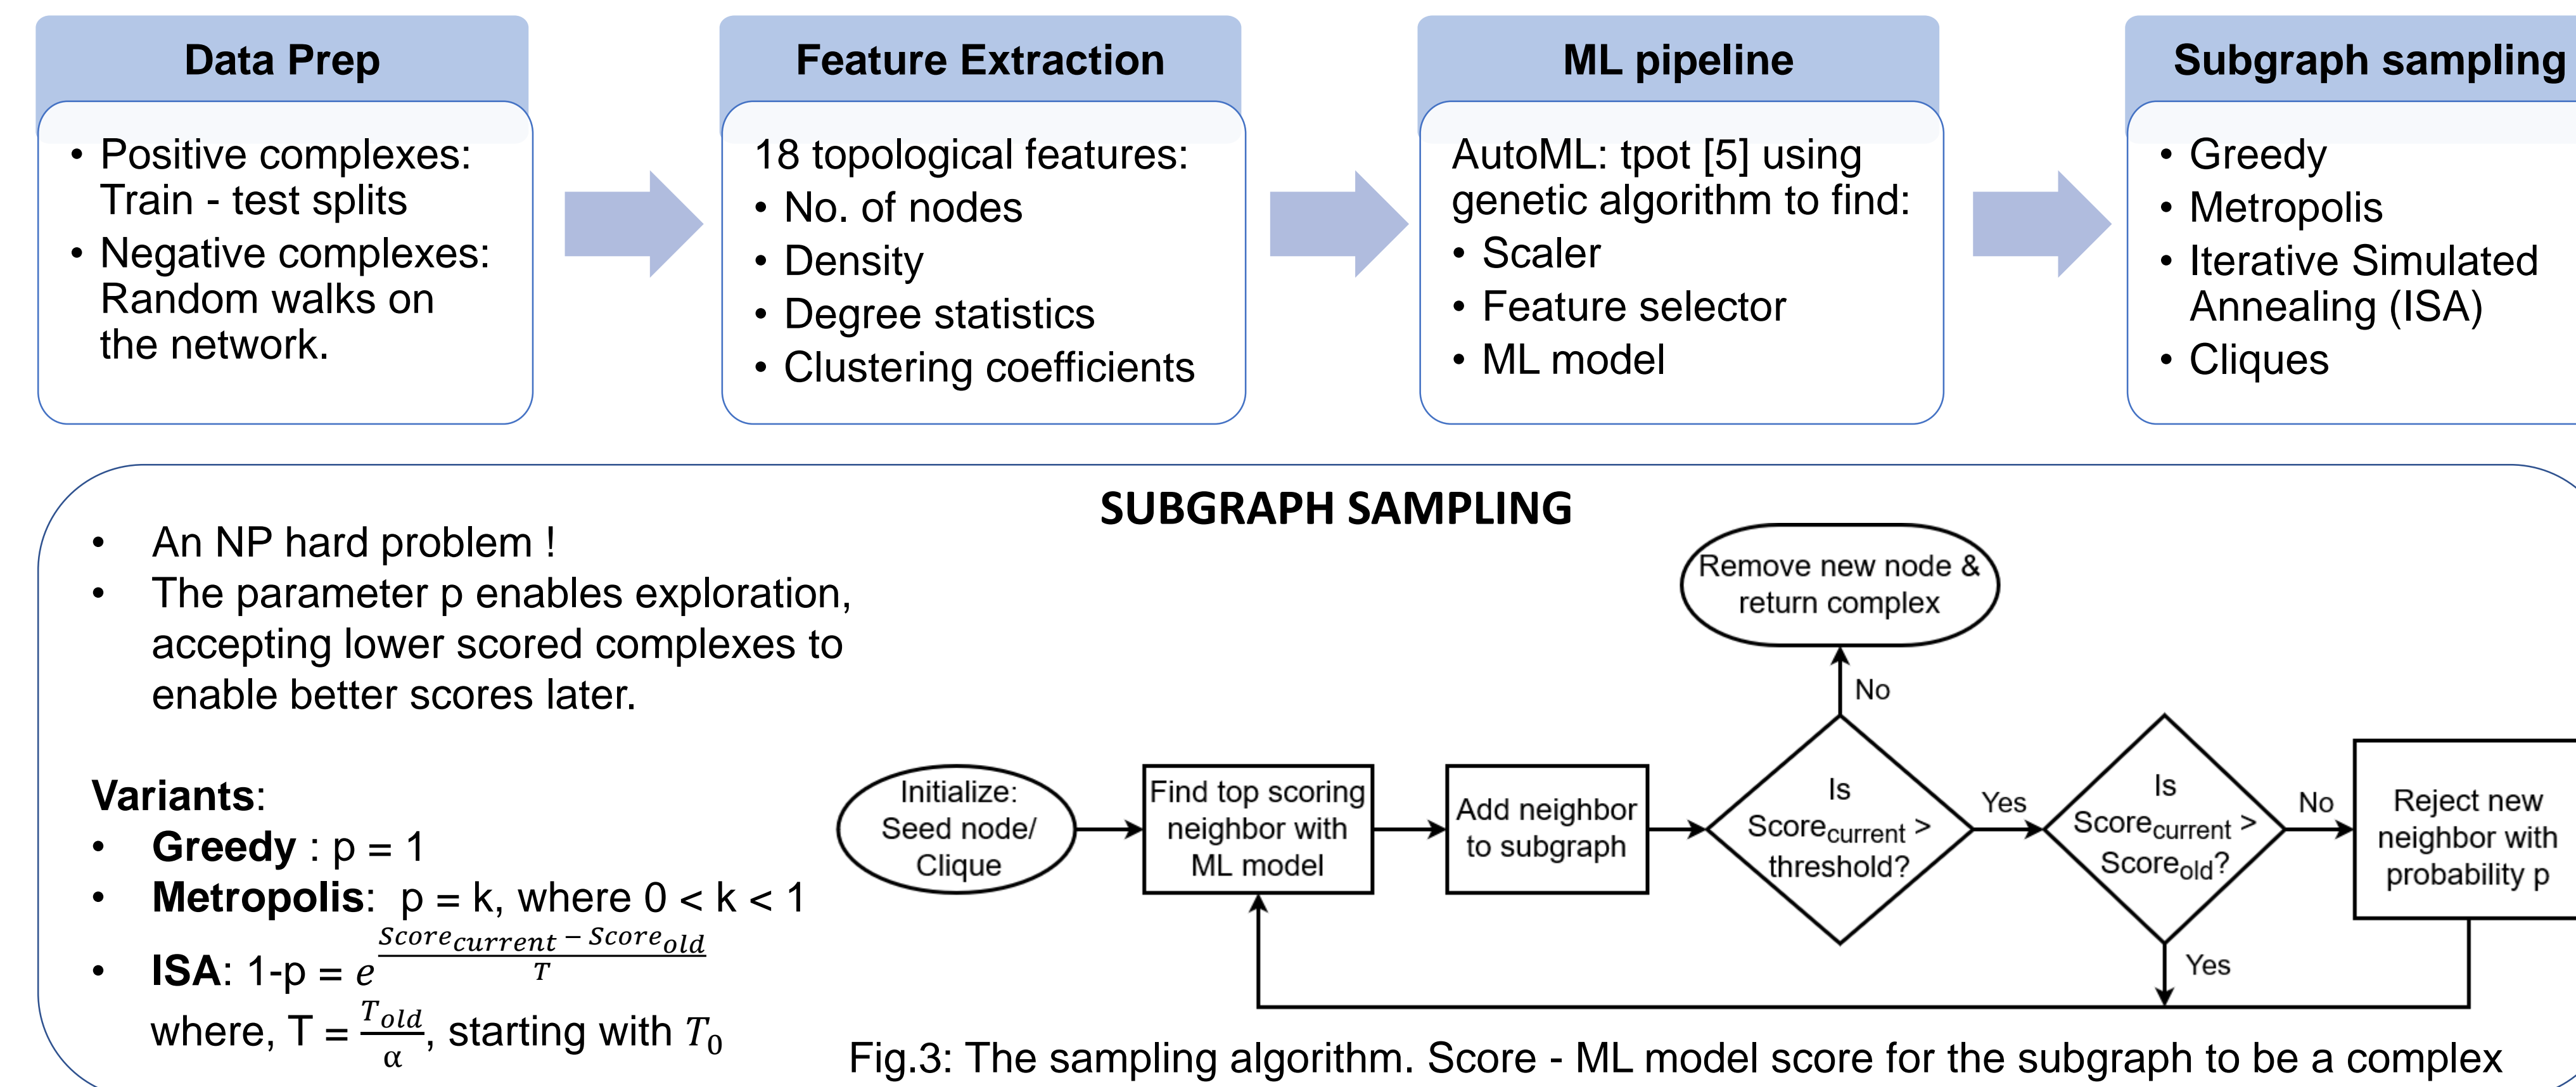 Data Prep
• Positive complexes:
Train - test splits
• Negative complexes:
Random walks on
the network.
Feature Extraction
18 topological features:
• No. of nodes
• Density
• Degree statistics
• Clustering coefficients
ML pipeline
AutoML: tpot [5] using
genetic algorithm to find:
• Scaler
• Feature selector
• ML model
Subgraph sampling
• Greedy
• Metropolis
• Iterative Simulated
Annealing (ISA)
• Cliques
SUBGRAPH SAMPLING
• An NP hard problem !
• The parameter p enables exploration,
accepting lower scored complexes to
enable better scores later.
Variants:
• Greedy : p = 1
• Metropolis: p = k, where 0 < k < 1
• ISA: 1-p = e^((Score_current − Score_old)/T)
where, T = T_old/α, starting with T_0
Initialize:
Seed node/
Clique
Find top scoring
neighbor with
ML model
Add neighbor
to subgraph
Is
Score_current >
threshold?
No
Remove new node &
return complex
Yes
Is
Score_current >
Score_old?
No
Reject new
neighbor with
probability p
Yes
Fig.3: The sampling algorithm. Score - ML model score for the subgraph to be a complex